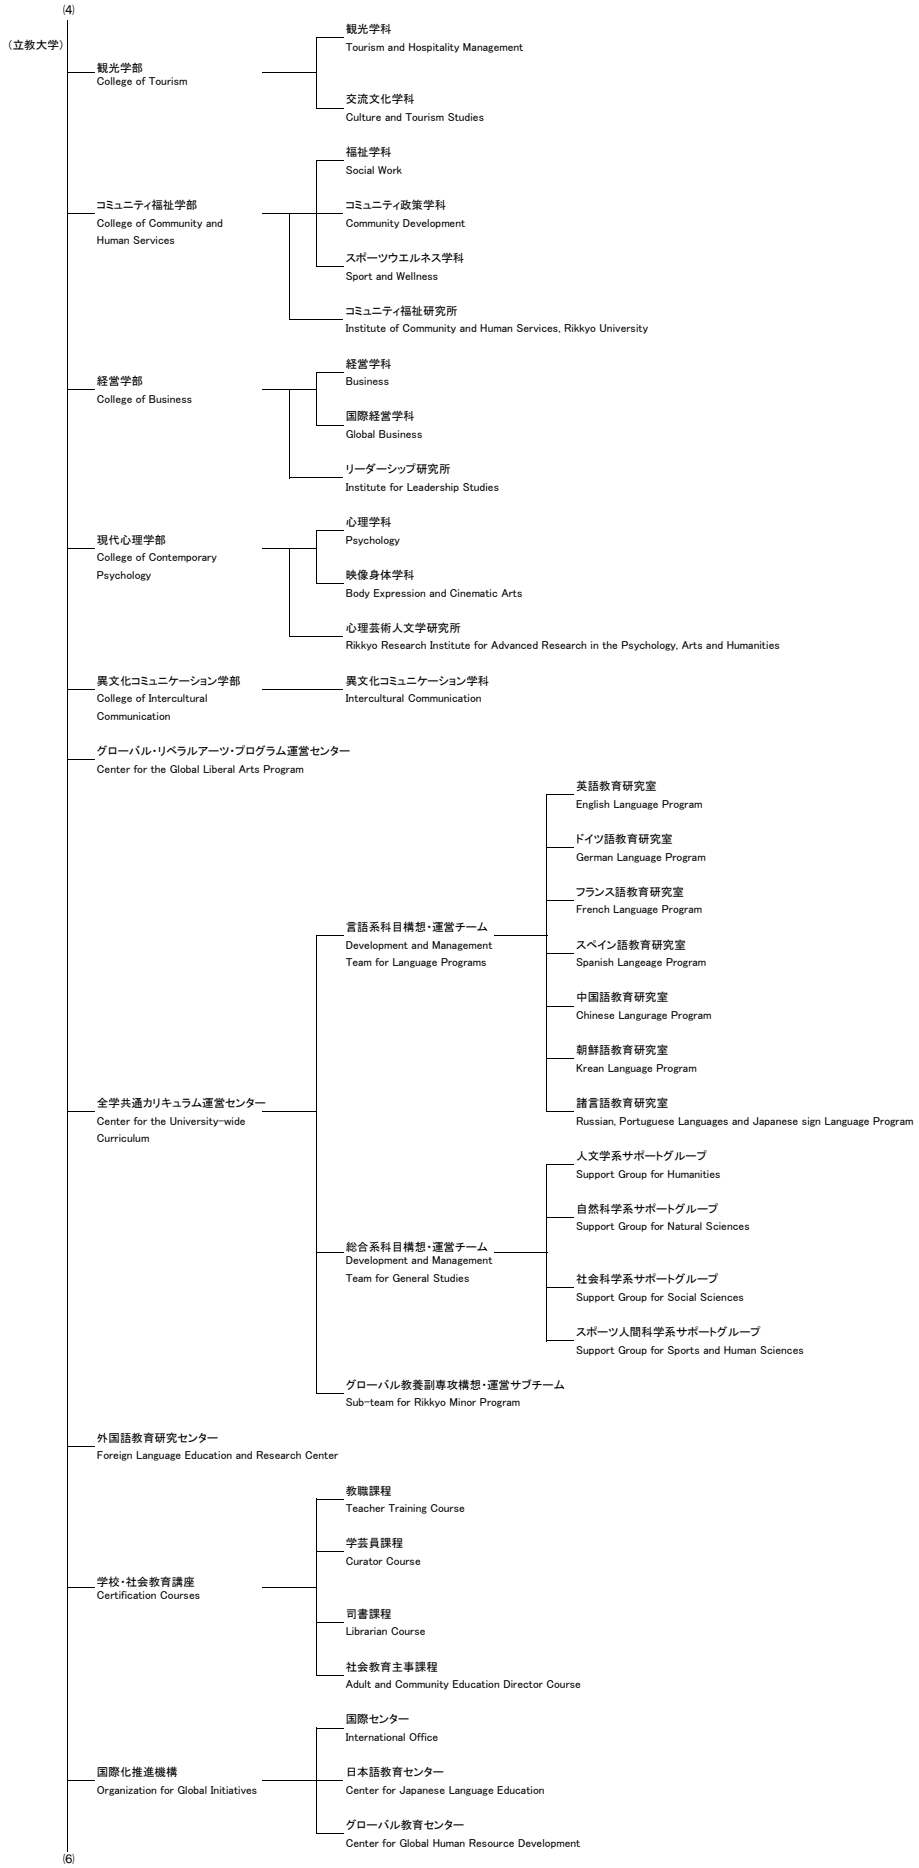 (4)
(立教大学)
観光学部
College of Tourism
観光学科
Tourism and Hospitality Management
交流文化学科
Culture and Tourism Studies
コミュニティ福祉学部
College of Community and
Human Services
福祉学科
Social Work
コミュニティ政策学科
Community Development
スポーツウエルネス学科
Sport and Wellness
コミュニティ福祉研究所
Institute of Community and Human Services, Rikkyo University
経営学部
College of Business
経営学科
Business
国際経営学科
Global Business
リーダーシップ研究所
Institute for Leadership Studies
現代心理学部
College of Contemporary
Psychology
心理学科
Psychology
映像身体学科
Body Expression and Cinematic Arts
心理芸術人文学研究所
Rikkyo Research Institute for Advanced Research in the Psychology, Arts and Humanities
異文化コミュニケーション学部
College of Intercultural
Communication
異文化コミュニケーション学科
Intercultural Communication
グローバル・リベラルアーツ・プログラム運営センター
Center for the Global Liberal Arts Program
全学共通カリキュラム運営センター
Center for the University-wide
Curriculum
言語系科目構想・運営チーム
Development and Management
Team for Language Programs
英語教育研究室
English Language Program
ドイツ語教育研究室
German Language Program
フランス語教育研究室
French Language Program
スペイン語教育研究室
Spanish Langeage Program
中国語教育研究室
Chinese Langurage Program
朝鮮語教育研究室
Krean Language Program
諸言語教育研究室
Russian, Portuguese Languages and Japanese sign Language Program
総合系科目構想・運営チーム
Development and Management
Team for General Studies
人文学系サポートグループ
Support Group for Humanities
自然科学系サポートグループ
Support Group for Natural Sciences
社会科学系サポートグループ
Support Group for Social Sciences
スポーツ人間科学系サポートグループ
Support Group for Sports and Human Sciences
グローバル教養副専攻構想・運営サブチーム
Sub-team for Rikkyo Minor Program
外国語教育研究センター
Foreign Language Education and Research Center
学校・社会教育講座
Certification Courses
教職課程
Teacher Training Course
学芸員課程
Curator Course
司書課程
Librarian Course
社会教育主事課程
Adult and Community Education Director Course
国際化推進機構
Organization for Global Initiatives
国際センター
International Office
日本語教育センター
Center for Japanese Language Education
グローバル教育センター
Center for Global Human Resource Development
(6)